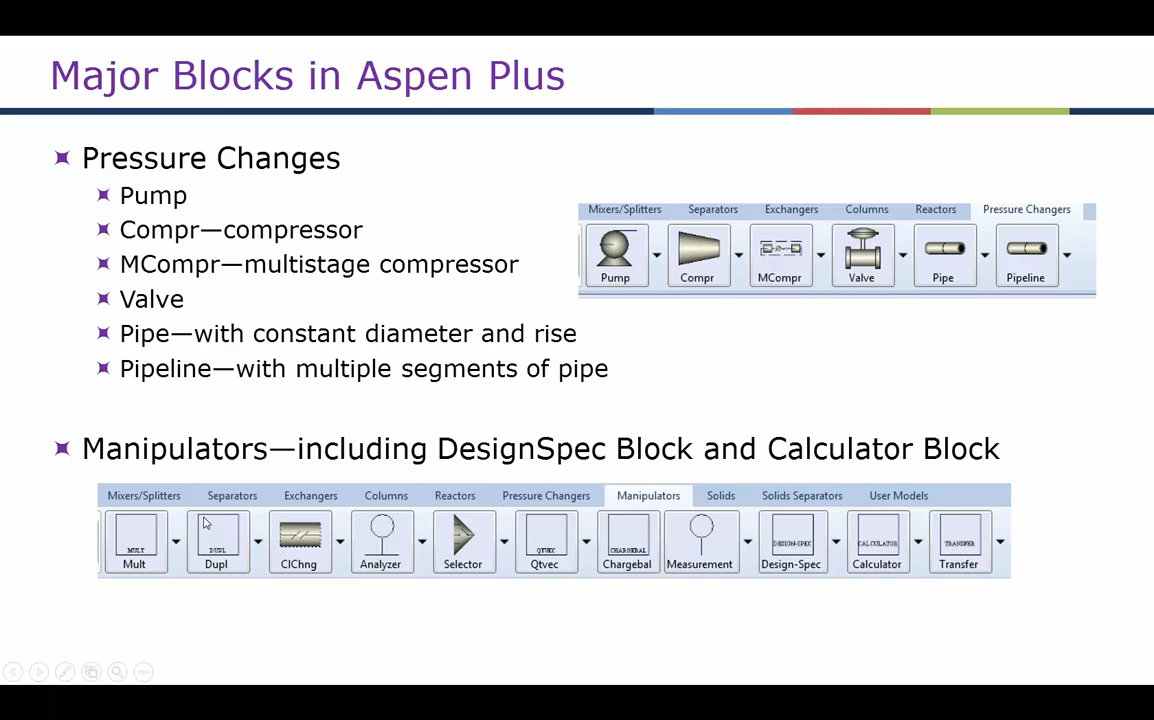 Major Blocks in Aspen Plus
Pressure Changes
Pump
Compr—compressor
MCompr—multistage compressor
Valve
Pipe—with constant diameter and rise
Pipeline—with multiple segments of pipe
Mixers/Splitters Separators Exchangers Columns Reactors Pressure Changers
Pump Compr MCompr Valve Pipe Pipeline
Manipulators—including DesignSpec Block and Calculator Block
Mixers/Splitters Separators Exchangers Columns Reactors Pressure Changers Manipulators Solids Solids Separators User Models
MULT DUPL QTVEC CHARGEBAL DESIGN-SPEC CALCULATOR TRANSFER
Mult Dupl ClChng Analyzer Selector Qtvec Chargebal Measurement Design-Spec Calculator Transfer